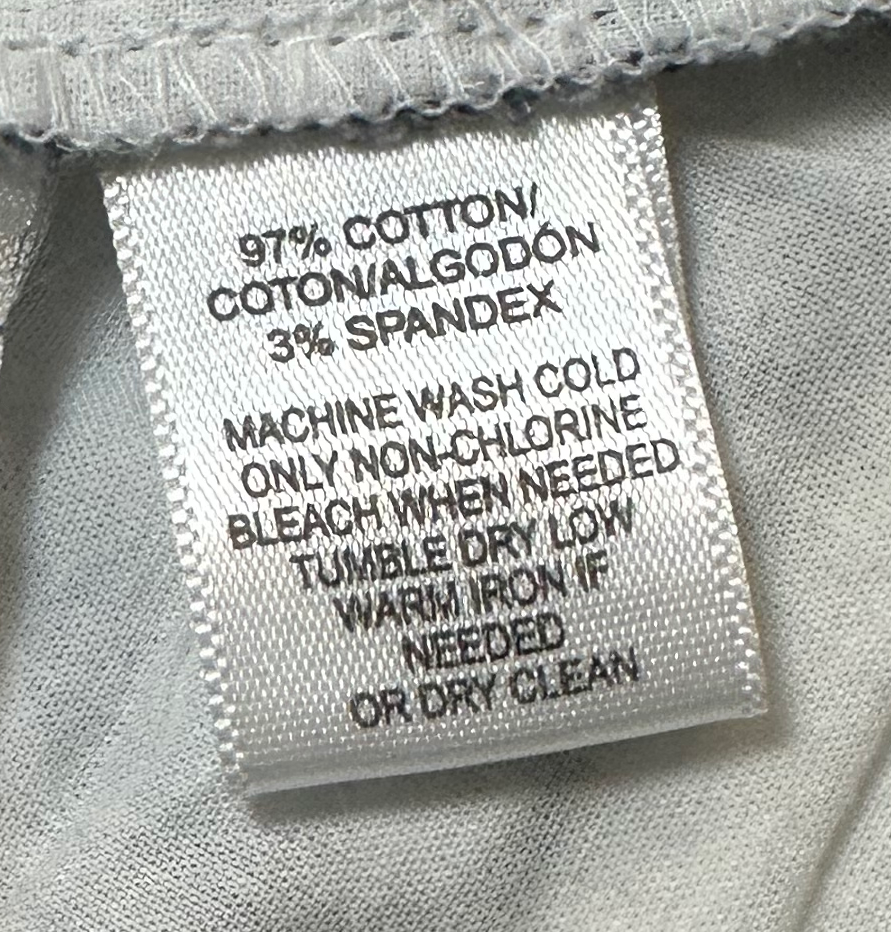 97% COTTON/
COTON/ALGODÓN
3% SPANDEX
MACHINE WASH COLD
ONLY NON-CHLORINE
BLEACH WHEN NEEDED
TUMBLE DRY LOW
WARM IRON IF
NEEDED
OR DRY CLEAN